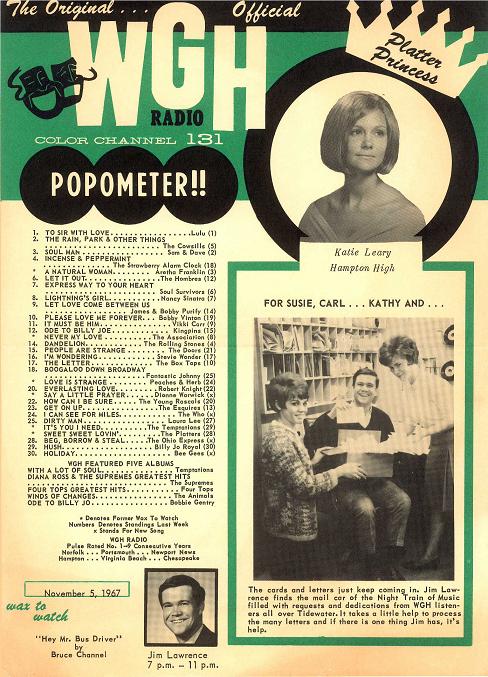 The Original . . . Official
WGH
RADIO
COLOR CHANNEL 131
Platter
Princess
POPOMETER!!
Katie Leary
Hampton High
1. TO SIR WITH LOVE....................Lulu (1)
2. THE RAIN, PARK & OTHER THINGS
....................The Cowsills (5)
3. SOUL MAN....................Sam & Dave (2)
4. INCENSE & PEPPERMINT
....................The Strawberry Alarm Clock (18)
* A NATURAL WOMAN....................Aretha Franklin (3)
6. LET IT OUT....................The Hombres (12)
7. EXPRESS WAY TO YOUR HEART
....................Soul Survivors (6)
8. LIGHTNING'S GIRL....................Nancy Sinatra (7)
9. LET LOVE COME BETWEEN US
....................James & Bobby Purify (14)
10. PLEASE LOVE ME FOREVER....................Bobby Vinton (19)
11. IT MUST BE HIM....................Vikki Carr (9)
12. ODE TO BILLY JOE....................Kingpins (15)
* NEVER MY LOVE....................The Association (8)
14. DANDELION....................The Rolling Stones (4)
15. PEOPLE ARE STRANGE....................The Doors (21)
16. I'M WONDERING....................Stevie Wonder (17)
17. THE LETTER....................The Box Tops (10)
18. BOOGALOO DOWN BROADWAY
....................Fantastic Johnny (25)
* LOVE IS STRANGE....................Peaches & Herb (24)
20. EVERLASTING LOVE....................Robert Knight (22)
* SAY A LITTLE PRAYER....................Dionne Warwick (x)
22. HOW CAN I BE SURE....................The Young Rascals (20)
23. GET ON UP....................The Esquires (13)
24. I CAN SEE FOR MILES....................The Who (x)
25. DIRTY MAN....................Laura Lee (27)
* IT'S YOU I NEED....................The Temptations (29)
* SWEET SWEET LOVIN....................The Platters (28)
28. BEG, BORROW & STEAL....................The Ohio Express (x)
29. HUSH....................Billy Jo Royal (30)
30. HOLIDAY....................Bee Gees (x)
WGH FEATURED FIVE ALBUMS
WITH A LOT OF SOUL....................Temptations
DIANA ROSS & THE SUPREMES GREATEST HITS
....................The Supremes
FOUR TOPS GREATEST HITS....................Four Tops
WINDS OF CHANGES....................The Animals
ODE TO BILLY JO....................Bobbie Gentry
* Denotes Former Wax To Watch
Numbers Denotes Standings Last Week
x Stands For New Song
WGH RADIO
Pulse Rated No. 1-9 Consecutive Years
Norfolk . . Portsmouth . . Newport News
Hampton . . Virginia Beach . . Chesapeake
November 5, 1967
wax to
watch
"Hey Mr. Bus Driver"
by
Bruce Channel
Jim Lawrence
7 p.m. - 11 p.m.
FOR SUSIE, CARL . . . KATHY AND . . .
The cards and letters just keep coming in. Jim Law-
rence finds the mail car of the Night Train of Music
filled with requests and dedications from WGH listen-
ers all over Tidewater. It takes a little help to process
the many letters and if there is one thing Jim has, it's
help.